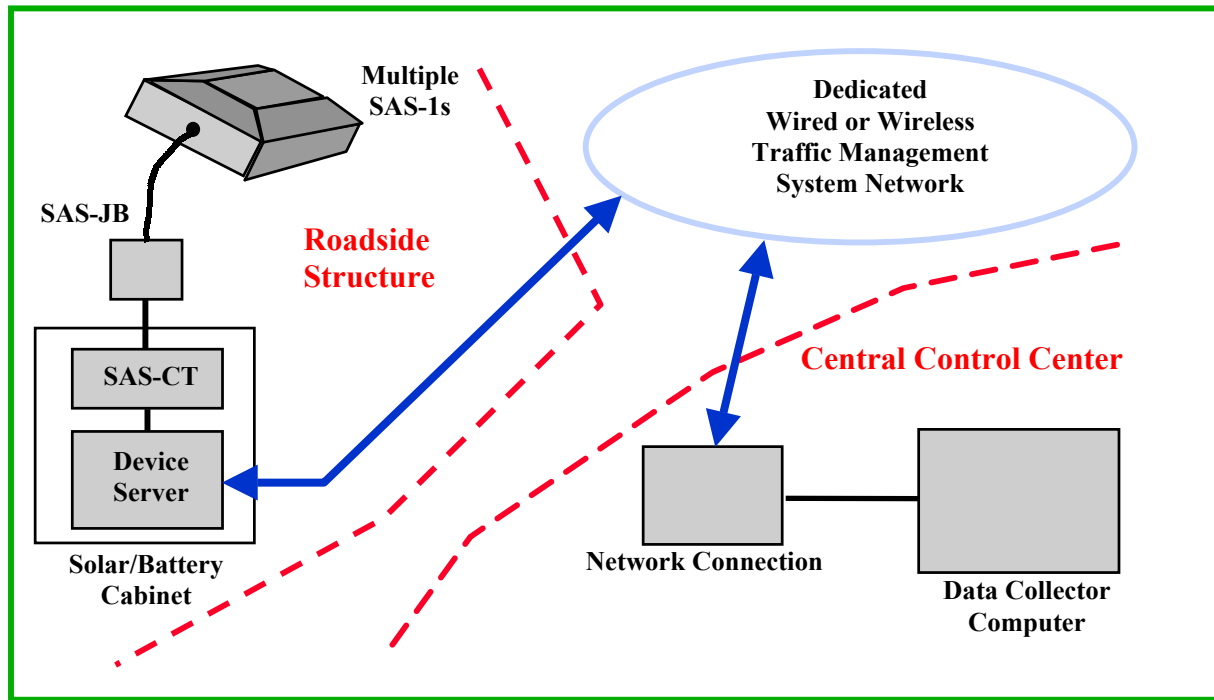 Multiple
SAS-1s
SAS-JB
Roadside
Structure
SAS-CT
Device
Server
Solar/Battery
Cabinet
Dedicated
Wired or Wireless
Traffic Management
System Network
Central Control Center
Network Connection
Data Collector
Computer